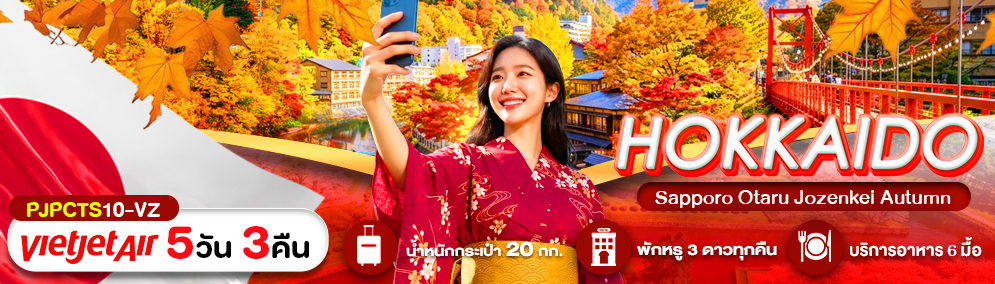 HOKKAIDO
Sapporo Otaru Jozenkei Autumn
PJPCTS10-VZ
vietjet Air 5 วัน 3 คืน
น้ำหนักกระเป๋า 20 กก.
พักหรู 3 ดาวทุกคืน
บริการอาหาร 6 มื้อ